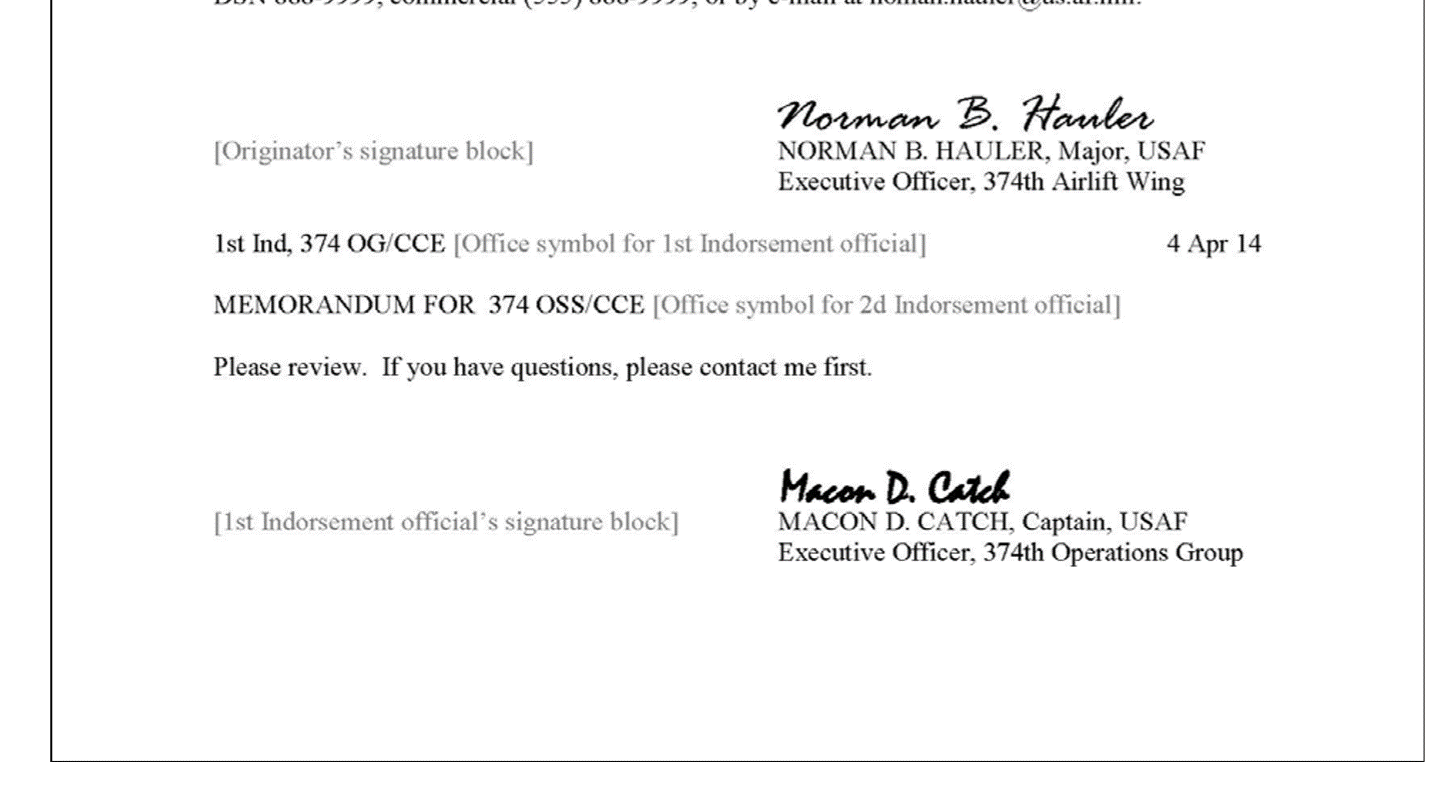 Norman B. Hauler
[Originator's signature block] NORMAN B. HAULER, Major, USAF
Executive Officer, 374th Airlift Wing
1st Ind, 374 OG/CCE [Office symbol for 1st Indorsement official] 4 Apr 14
MEMORANDUM FOR  374 OSS/CCE [Office symbol for 2d Indorsement official]
Please review.  If you have questions, please contact me first.
Macon D. Catch
[1st Indorsement official's signature block] MACON D. CATCH, Captain, USAF
Executive Officer, 374th Operations Group